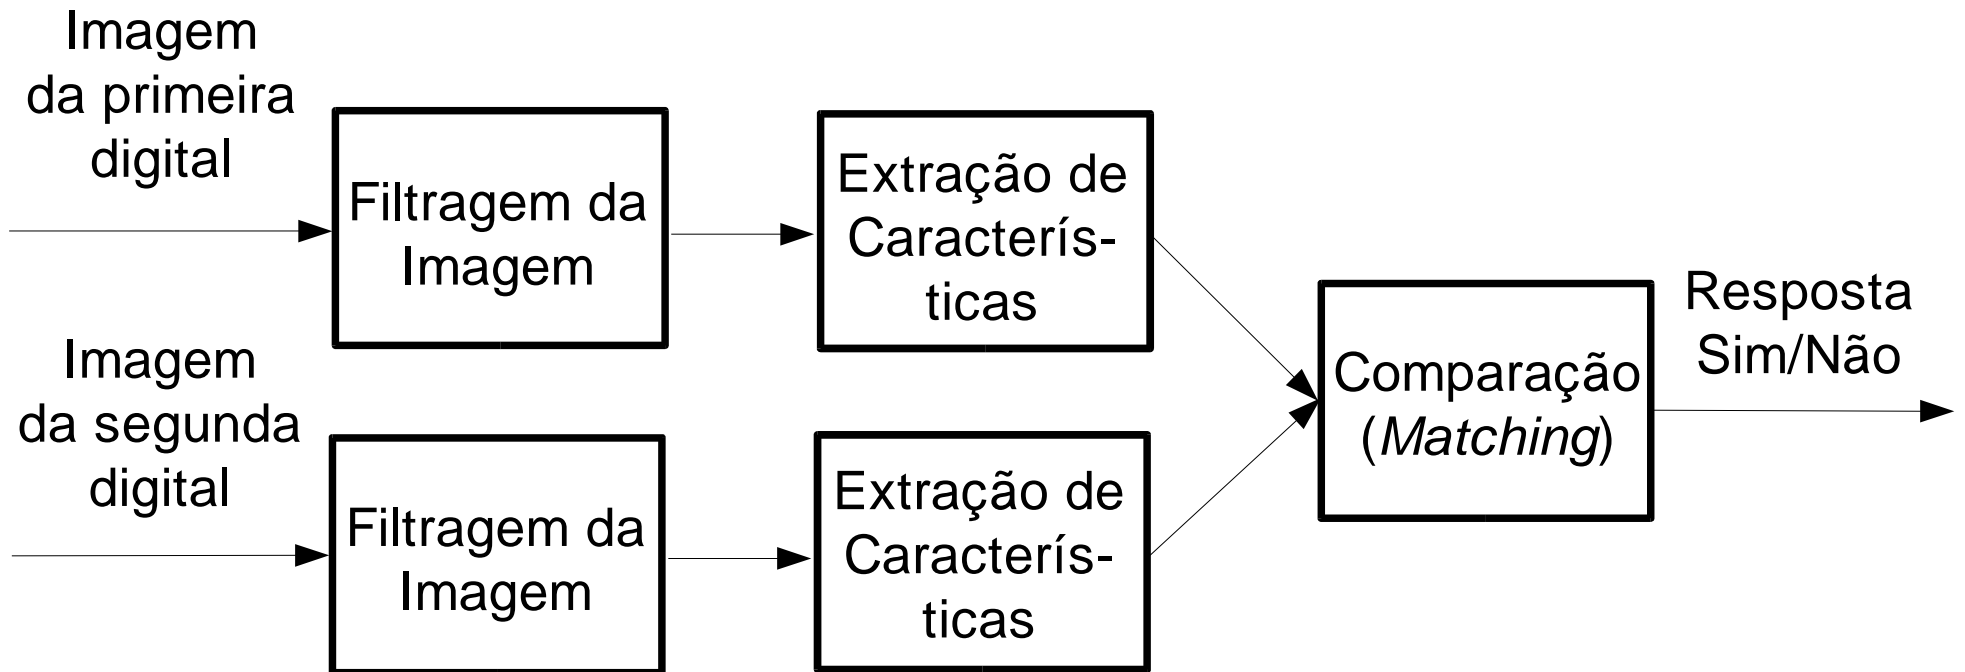 Imagem
da primeira
digital
Filtragem da
Imagem
Extração de
Caracterís-
ticas
Imagem
da segunda
digital
Filtragem da
Imagem
Extração de
Caracterís-
ticas
Comparação
(Matching)
Resposta
Sim/Não